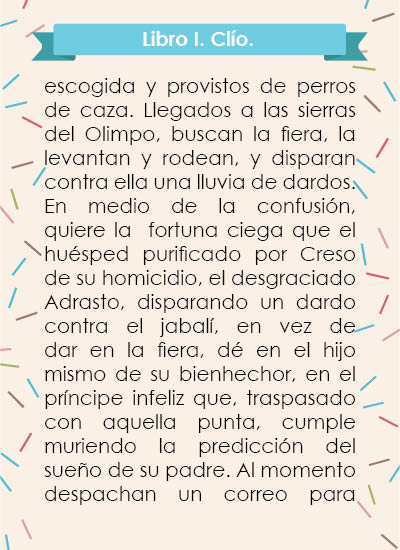 Libro I. Clío.
escogida y provistos de perros
de caza. Llegados a las sierras
del Olimpo, buscan la fiera, la
levantan y rodean, y disparan
contra ella una lluvia de dardos.
En medio de la confusión,
quiere la fortuna ciega que el
huésped purificado por Creso
de su homicidio, el desgraciado
Adrasto, disparando un dardo
contra el jabalí, en vez de
dar en la fiera, dé en el hijo
mismo de su bienhechor, en el
príncipe infeliz que, traspasado
con aquella punta, cumple
muriendo la predicción del
sueño de su padre. Al momento
despachan un correo para